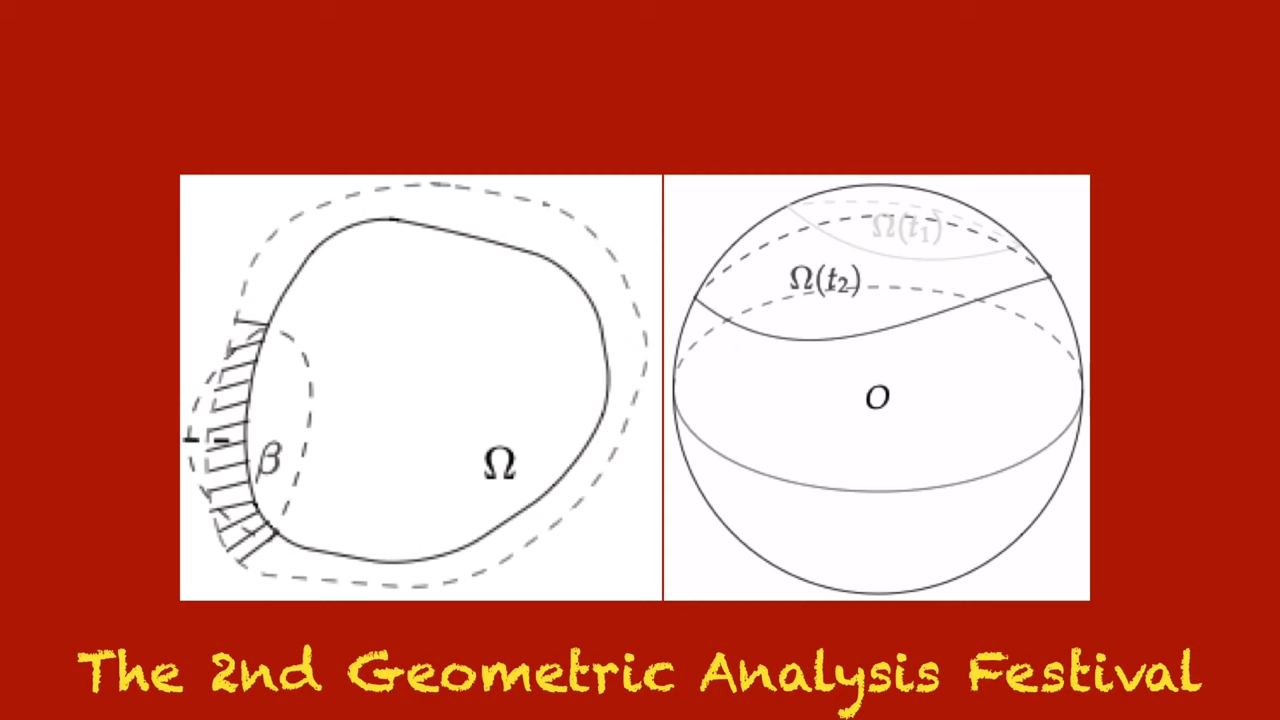 Ω(t₁)
Ω(t₂)
O
β
Ω
The 2nd Geometric Analysis Festival